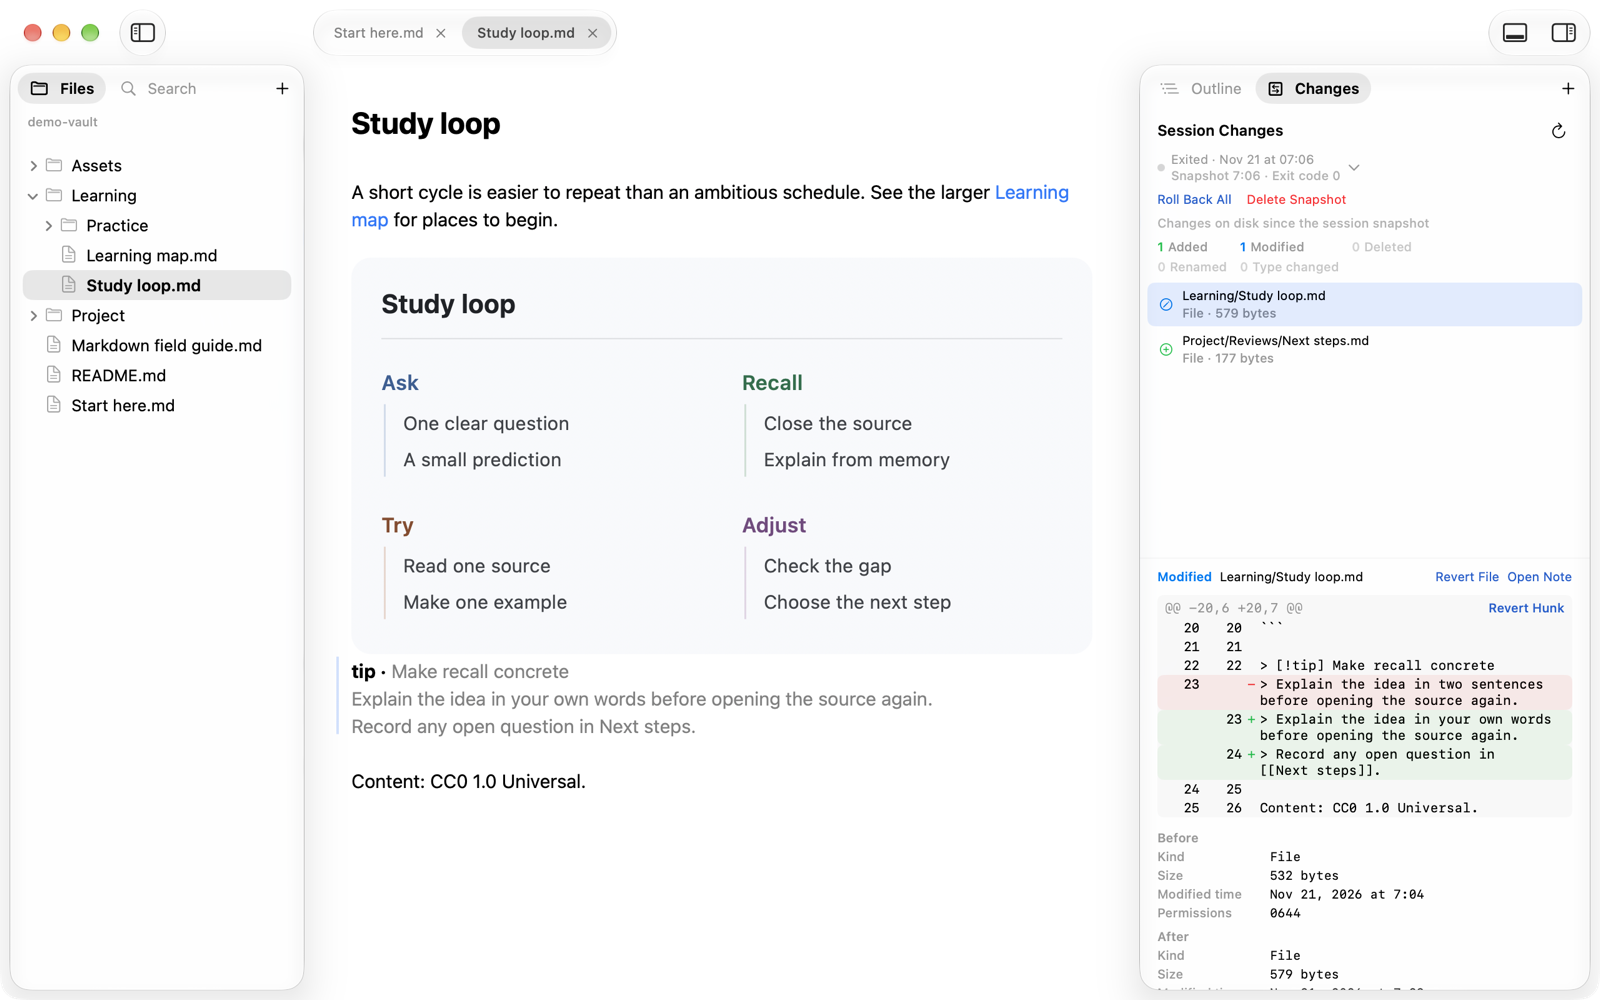 Start here.md
Study loop.md
Files
Search
demo-vault
Assets
Learning
Practice
Learning map.md
Study loop.md
Project
Markdown field guide.md
README.md
Start here.md
Study loop
A short cycle is easier to repeat than an ambitious schedule. See the larger Learning
map for places to begin.
Study loop
Ask
One clear question
A small prediction
Recall
Close the source
Explain from memory
Try
Read one source
Make one example
Adjust
Check the gap
Choose the next step
tip · Make recall concrete
Explain the idea in your own words before opening the source again.
Record any open question in Next steps.
Content: CC0 1.0 Universal.
Outline
Changes
Session Changes
Exited · Nov 21 at 07:06
Snapshot 7:06 · Exit code 0
Roll Back All Delete Snapshot
Changes on disk since the session snapshot
1 Added 1 Modified 0 Deleted
0 Renamed 0 Type changed
Learning/Study loop.md
File · 579 bytes
Project/Reviews/Next steps.md
File · 177 bytes
Modified Learning/Study loop.md Revert File Open Note
@@ −20,6 +20,7 @@ Revert Hunk
20 20 ```
21 21
22 22 > [!tip] Make recall concrete
23 −> Explain the idea in two sentences
before opening the source again.
23 +> Explain the idea in your own words
before opening the source again.
24 +> Record any open question in
[[Next steps]].
24 25
25 26 Content: CC0 1.0 Universal.
Before
Kind File
Size 532 bytes
Modified time Nov 21, 2026 at 7:04
Permissions 0644
After
Kind File
Size 579 bytes